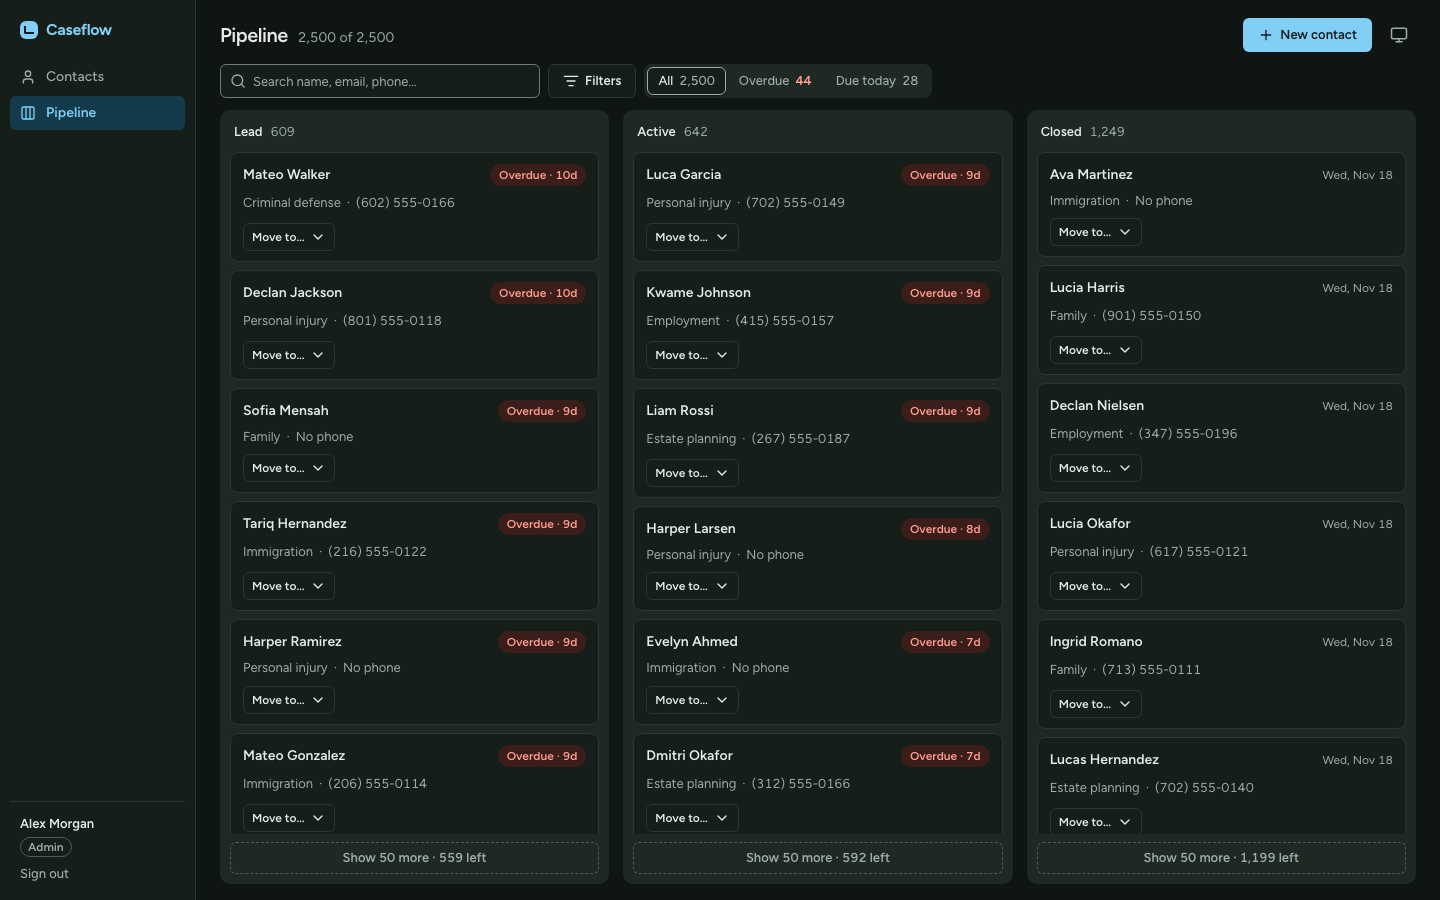 Caseflow
Contacts
Pipeline
Alex Morgan
Admin
Sign out
Pipeline 2,500 of 2,500
New contact
Search name, email, phone...
Filters
All 2,500
Overdue 44
Due today 28
Lead 609
Mateo Walker
Overdue · 10d
Criminal defense · (602) 555-0166
Move to...
Declan Jackson
Overdue · 10d
Personal injury · (801) 555-0118
Move to...
Sofia Mensah
Overdue · 9d
Family · No phone
Move to...
Tariq Hernandez
Overdue · 9d
Immigration · (216) 555-0122
Move to...
Harper Ramirez
Overdue · 9d
Personal injury · No phone
Move to...
Mateo Gonzalez
Overdue · 9d
Immigration · (206) 555-0114
Move to...
Show 50 more · 559 left
Active 642
Luca Garcia
Overdue · 9d
Personal injury · (702) 555-0149
Move to...
Kwame Johnson
Overdue · 9d
Employment · (415) 555-0157
Move to...
Liam Rossi
Overdue · 9d
Estate planning · (267) 555-0187
Move to...
Harper Larsen
Overdue · 8d
Personal injury · No phone
Move to...
Evelyn Ahmed
Overdue · 7d
Immigration · No phone
Move to...
Dmitri Okafor
Overdue · 7d
Estate planning · (312) 555-0166
Move to...
Show 50 more · 592 left
Closed 1,249
Ava Martinez
Wed, Nov 18
Immigration · No phone
Move to...
Lucia Harris
Wed, Nov 18
Family · (901) 555-0150
Move to...
Declan Nielsen
Wed, Nov 18
Employment · (347) 555-0196
Move to...
Lucia Okafor
Wed, Nov 18
Personal injury · (617) 555-0121
Move to...
Ingrid Romano
Wed, Nov 18
Family · (713) 555-0111
Move to...
Lucas Hernandez
Wed, Nov 18
Estate planning · (702) 555-0140
Move to...
Show 50 more · 1,199 left